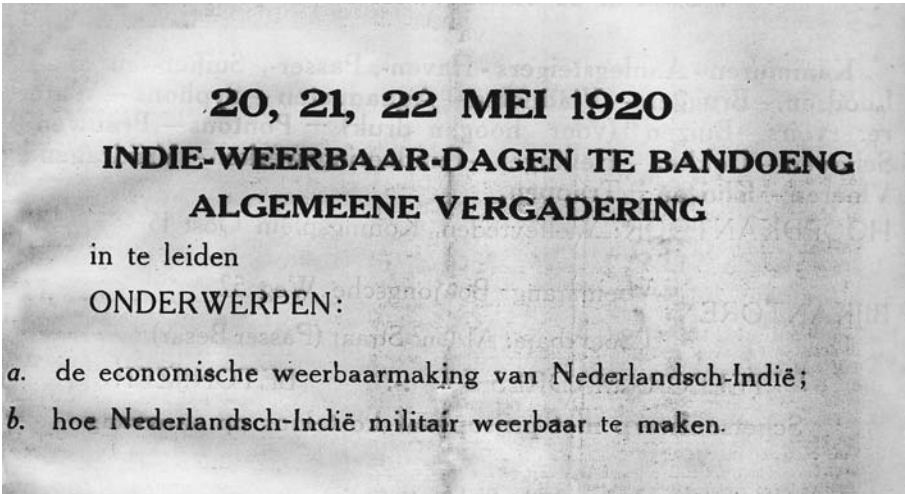 20, 21, 22 MEI 1920
INDIE-WEERBAAR-DAGEN TE BANDOENG
ALGEMEENE VERGADERING
in te leiden
ONDERWERPEN:
a. de economische weerbaarmaking van Nederlandsch-Indië;
b. hoe Nederlandsch-Indië militair weerbaar te maken.